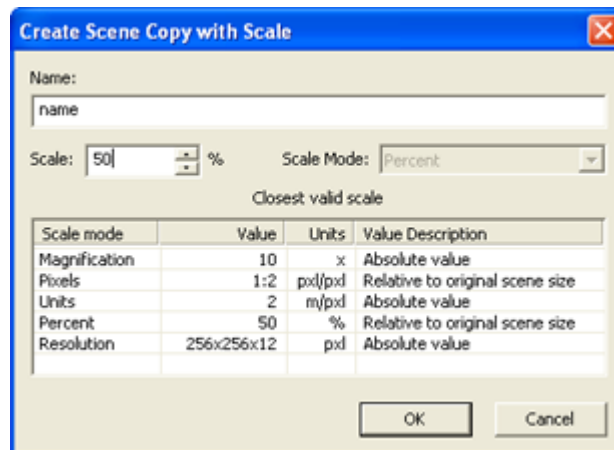 Create Scene Copy with Scale
Name:
name
Scale: 50 % Scale Mode: Percent
Closest valid scale
Scale mode Value Units Value Description
Magnification 10 x Absolute value
Pixels 1:2 pxl/pxl Relative to original scene size
Units 2 m/pxl Absolute value
Percent 50 % Relative to original scene size
Resolution 256x256x12 pxl Absolute value
OK Cancel